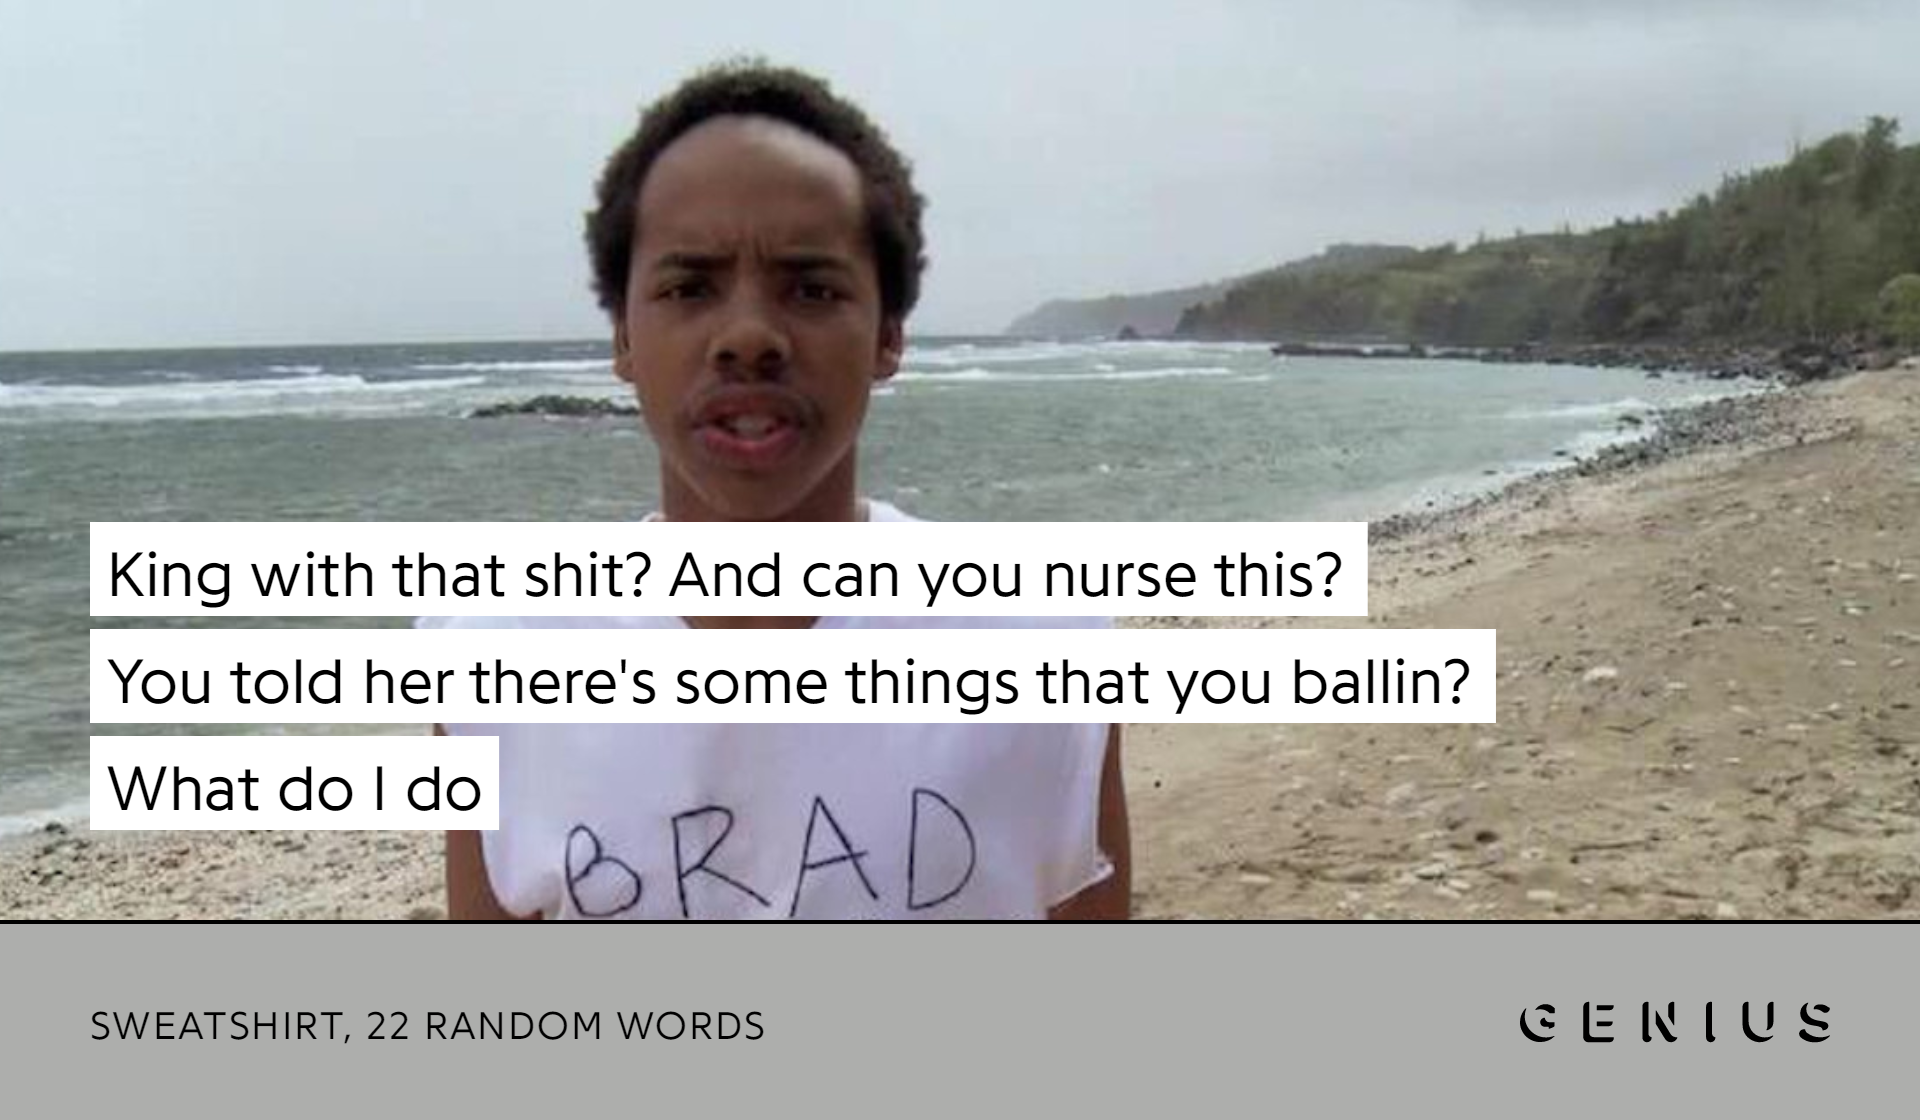 King with that shit? And can you nurse this?
You told her there's some things that you ballin?
What do I do
BRAD
SWEATSHIRT, 22 RANDOM WORDS
GENIUS